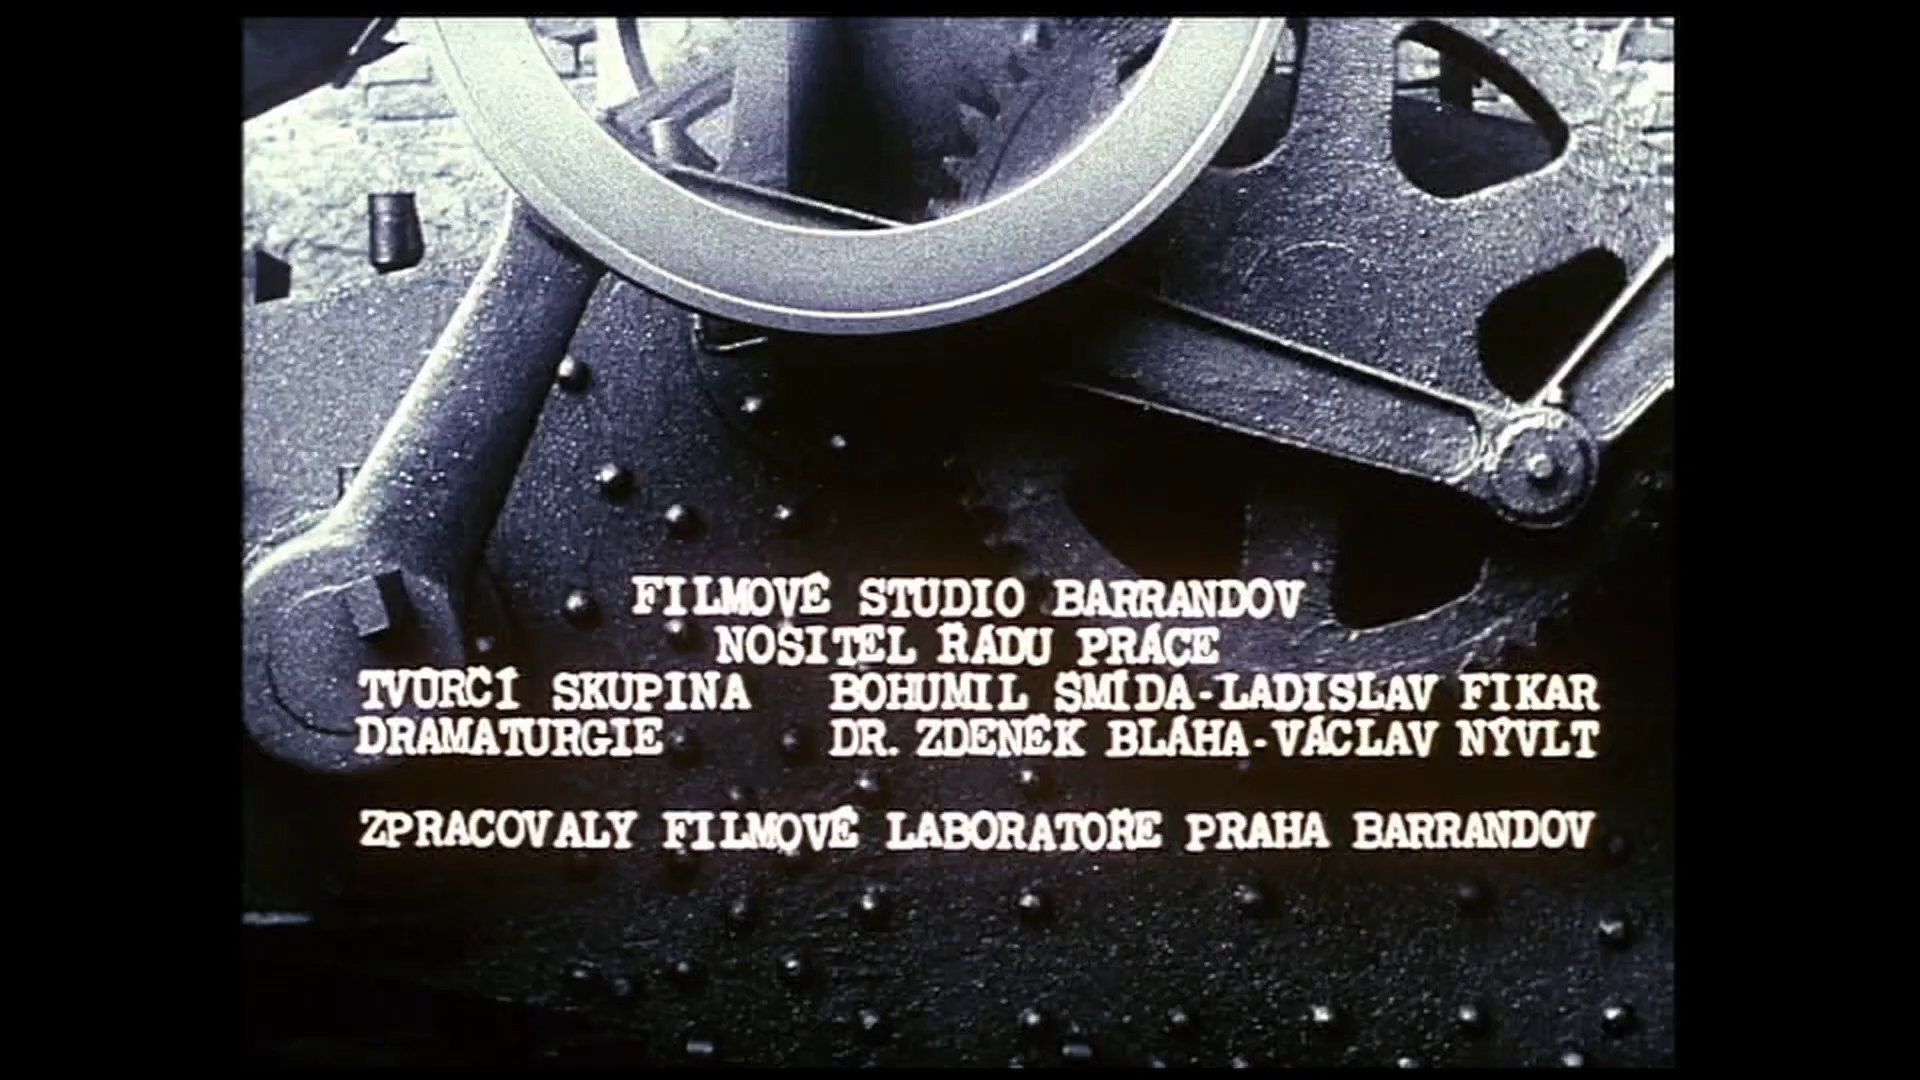 FILMOVÉ STUDIO BARRANDOV
NOSITEL ŘÁDU PRÁCE
TVŮRČÍ SKUPINA BOHUMIL ŠMÍDA-LADISLAV FIKAR
DRAMATURGIE DR. ZDENĚK BLÁHA-VÁCLAV NÝVLT
ZPRACOVALY FILMOVÉ LABORATOŘE PRAHA BARRANDOV